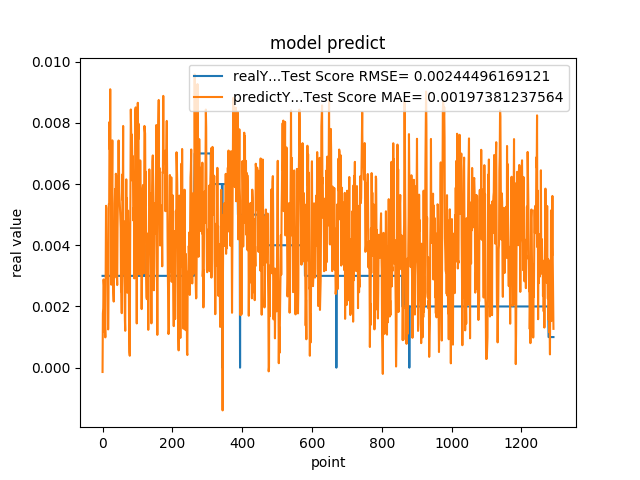 model predict
realY...Test Score RMSE= 0.00244496169121
predictY...Test Score MAE= 0.00197381237564
0.010
0.008
0.006
0.004
0.002
0.000
real value
0 200 400 600 800 1000 1200
point